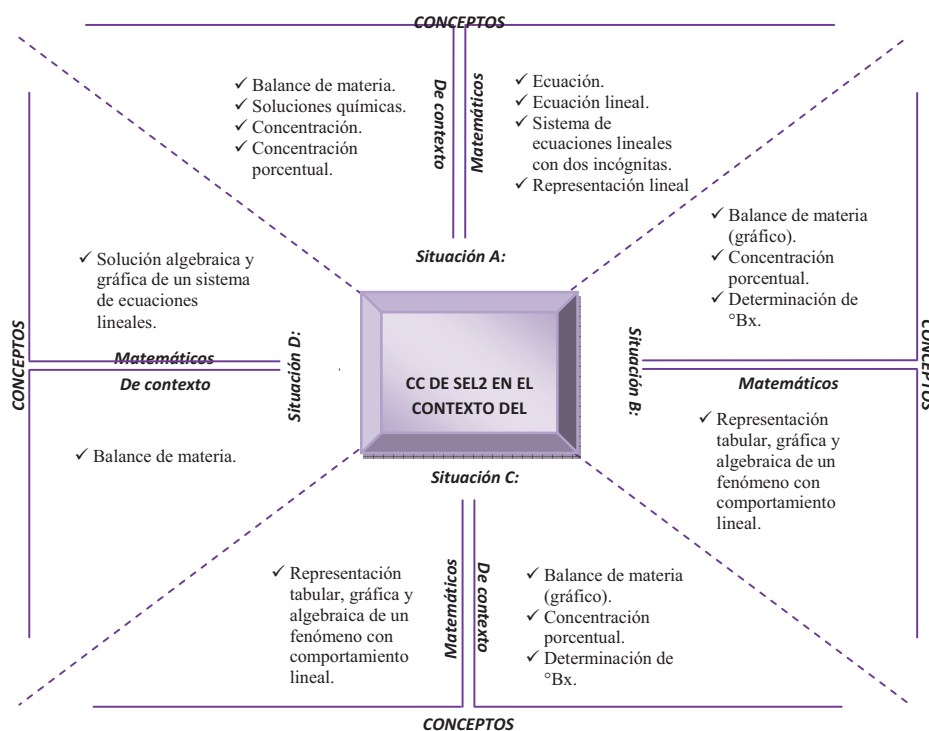 CONCEPTOS
De contexto
✓ Balance de materia.
✓ Soluciones químicas.
✓ Concentración.
✓ Concentración
porcentual.
Matemáticos
✓ Ecuación.
✓ Ecuación lineal.
✓ Sistema de
ecuaciones lineales
con dos incógnitas.
✓ Representación lineal
Situación A:
CONCEPTOS
✓ Solución algebraica y
gráfica de un sistema
de ecuaciones
lineales.
Matemáticos
De contexto
✓ Balance de materia.
Situación D:
CC DE SEL2 EN EL
CONTEXTO DEL
Situación B:
✓ Balance de materia
(gráfico).
✓ Concentración
porcentual.
✓ Determinación de
°Bx.
Matemáticos
✓ Representación
tabular, gráfica y
algebraica de un
fenómeno con
comportamiento
lineal.
CONCEPTOS
Situación C:
✓ Representación
tabular, gráfica y
algebraica de un
fenómeno con
comportamiento
lineal.
Matemáticos
De contexto
✓ Balance de materia
(gráfico).
✓ Concentración
porcentual.
✓ Determinación de
°Bx.
CONCEPTOS